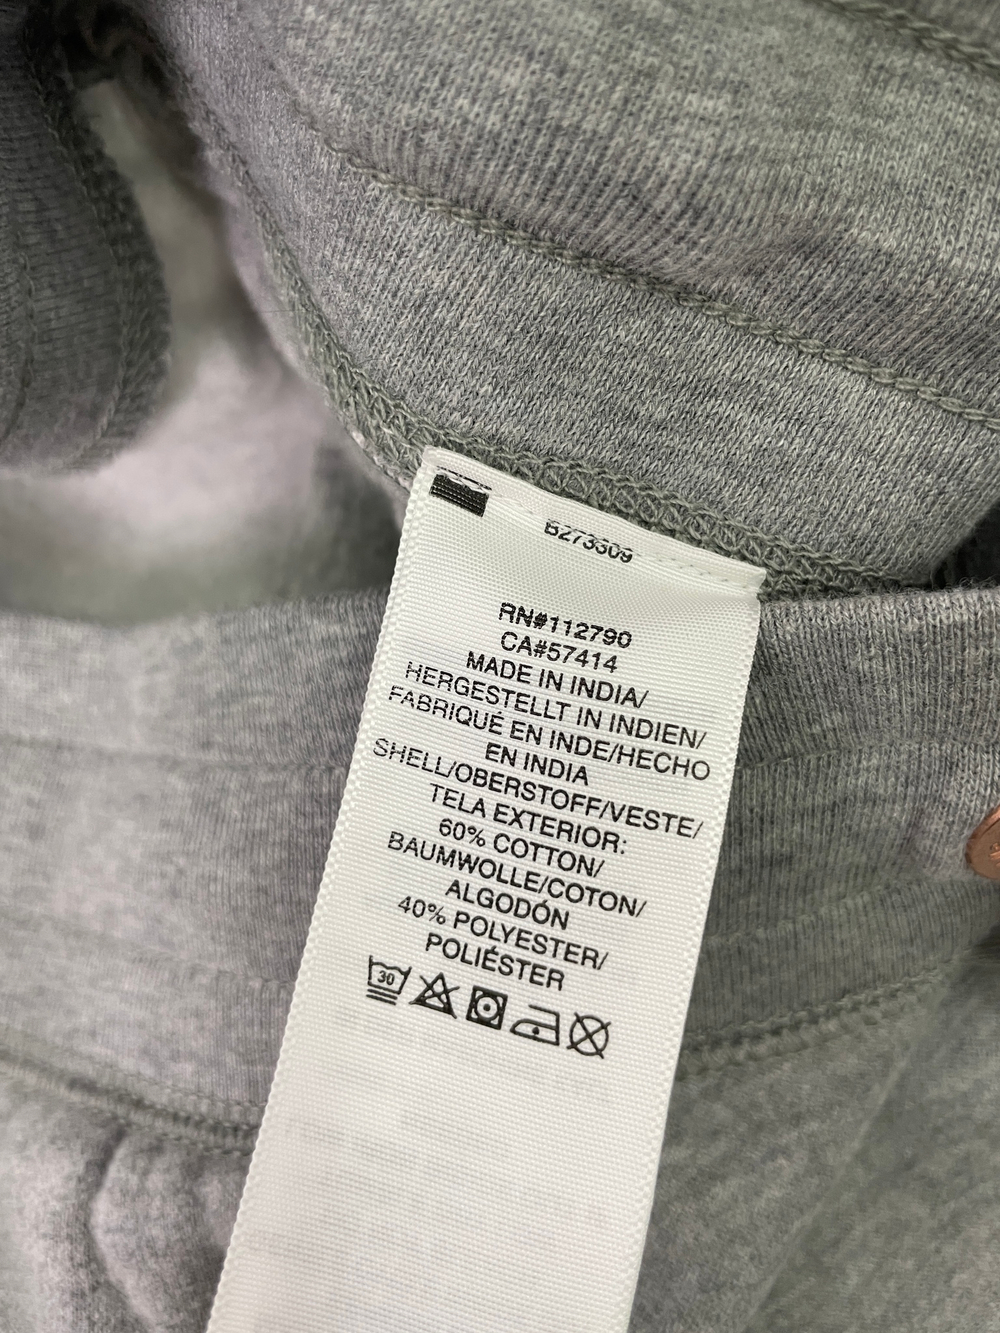 B273309
RN#112790
CA#57414
MADE IN INDIA/
HERGESTELLT IN INDIEN/
FABRIQUÉ EN INDE/HECHO
EN INDIA
SHELL/OBERSTOFF/VESTE/
TELA EXTERIOR:
60% COTTON/
BAUMWOLLE/COTON/
ALGODÓN
40% POLYESTER/
POLIÉSTER
30